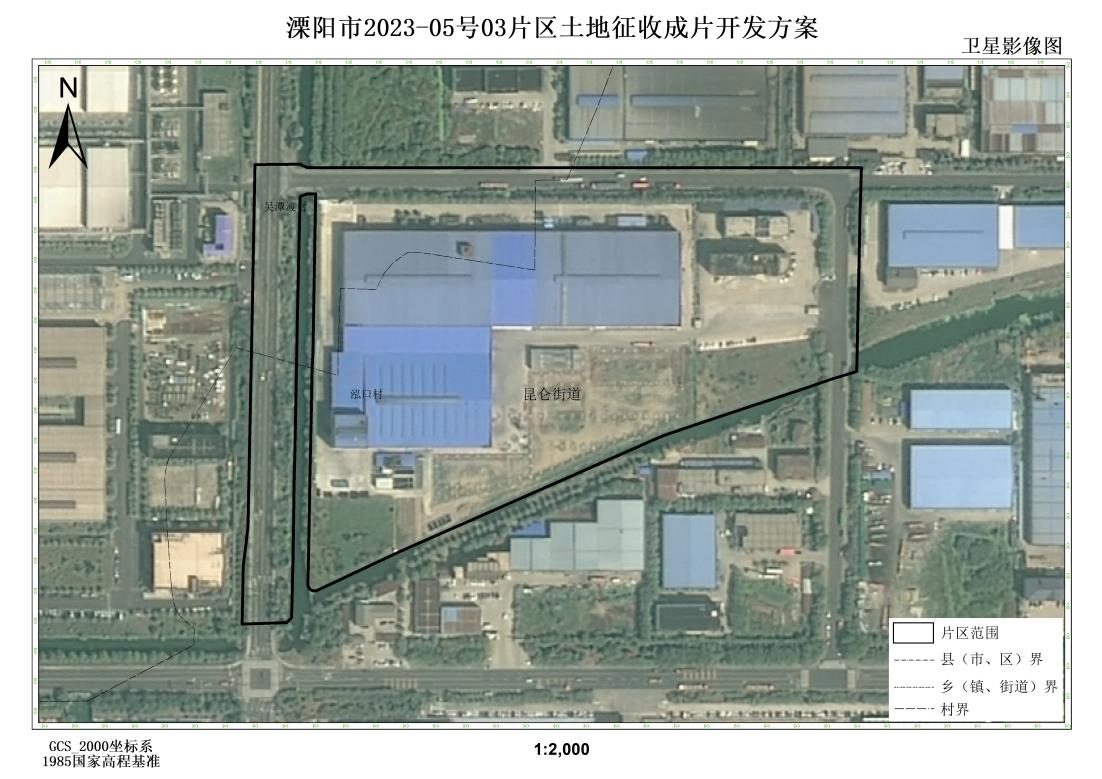 溧阳市2023-05号03片区土地征收成片开发方案
卫星影像图
N
吴潭渡村
泓口村
昆仑街道
片区范围
县（市、区）界
乡（镇、街道）界
村界
GCS_2000坐标系
1985国家高程基准
1:2,000